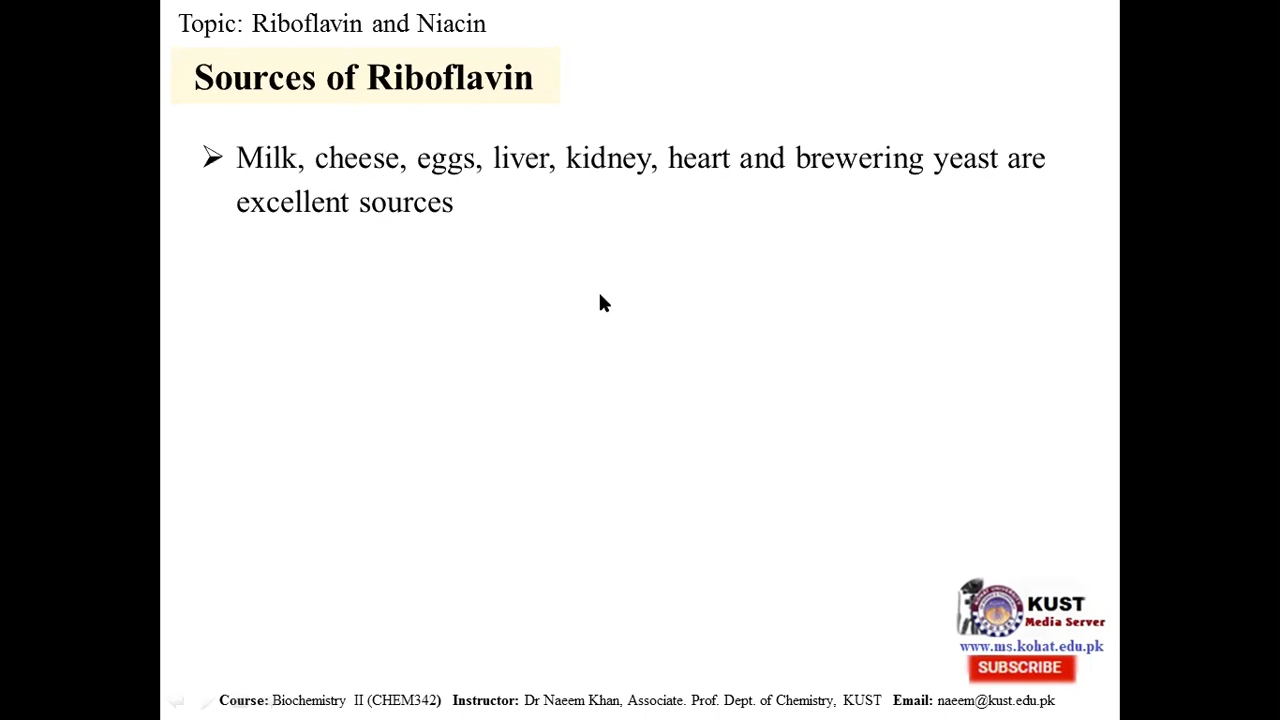 Topic: Riboflavin and Niacin
Sources of Riboflavin
➢ Milk, cheese, eggs, liver, kidney, heart and brewering yeast are
excellent sources
KUST
Media Server
www.ms.kohat.edu.pk
SUBSCRIBE
Course: Biochemistry II (CHEM342) Instructor: Dr Naeem Khan, Associate. Prof. Dept. of Chemistry, KUST Email: naeem@kust.edu.pk